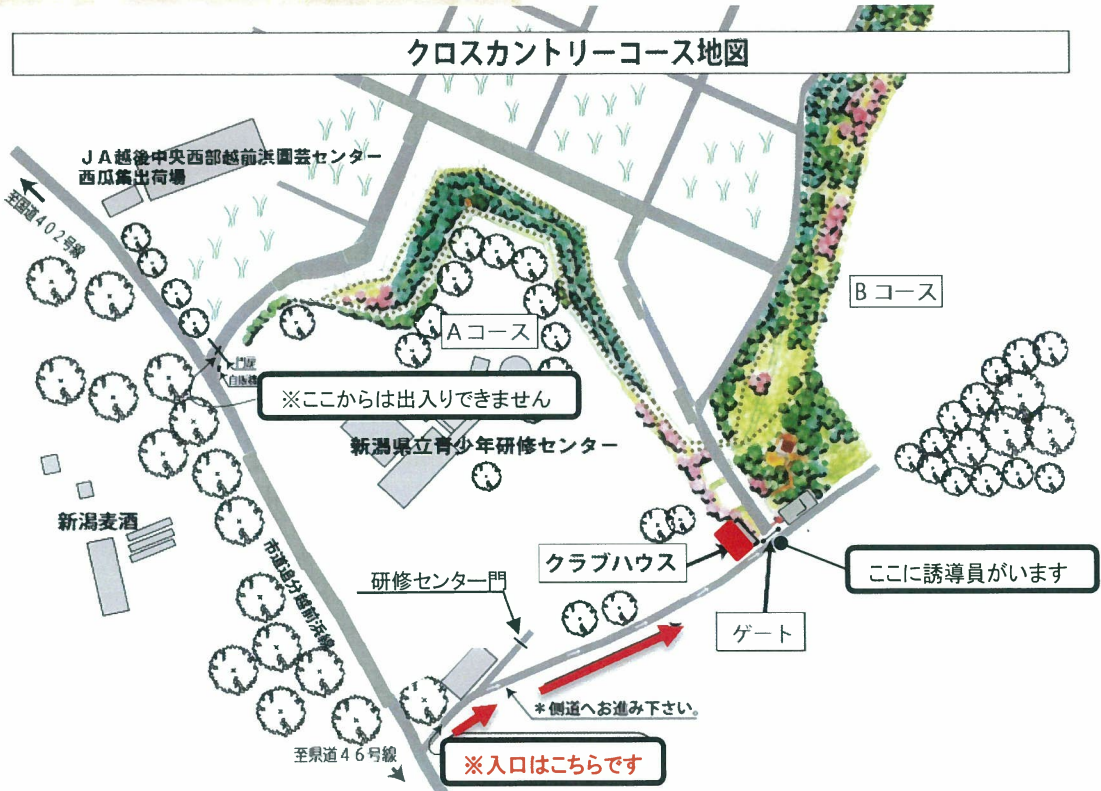 クロスカントリーコース地図
JA越後中央西部越前浜園芸センター
西瓜集出荷場
至国道402号線
Bコース
Aコース
門扉
自販機
※ここからは出入りできません
新潟県立青少年研修センター
新潟麦酒
市道追分越前浜線
クラブハウス
ここに誘導員がいます
研修センター門
ゲート
*側道へお進み下さい。
至県道46号線
※入口はこちらです